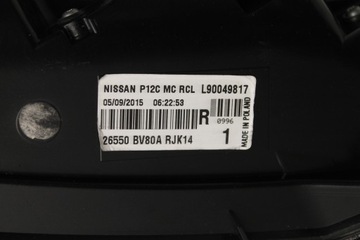 NISSAN P12C MC RCL L90049817
05/09/2015 06:22:53
R
0996
26550 BV80A RJK14
1
MADE IN POLAND